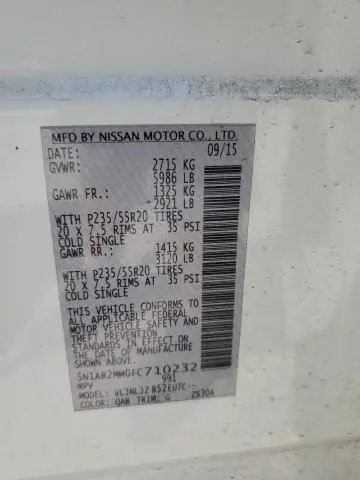 MFD BY NISSAN MOTOR CO., LTD.
DATE: 09/15
GVWR: 2715 KG
5986 LB
GAWR FR.: 1325 KG
2921 LB
WITH P235/55R20 TIRES
20 X 7.5 RIMS AT 35 PSI
COLD SINGLE
GAWR RR.: 1415 KG
3120 LB
WITH P235/55R20 TIRES
20 X 7.5 RIMS AT 35 PSI
COLD SINGLE
THIS VEHICLE CONFORMS TO
ALL APPLICABLE FEDERAL
MOTOR VEHICLE SAFETY AND
THEFT PREVENTION
STANDARDS IN EFFECT ON
THE DATE OF MANUFACTURE
SHOWN ABOVE.
5N1AR2MM0FC710232
MPV 991
MODEL:
COLOR: QAB TRIM: G 2S30A